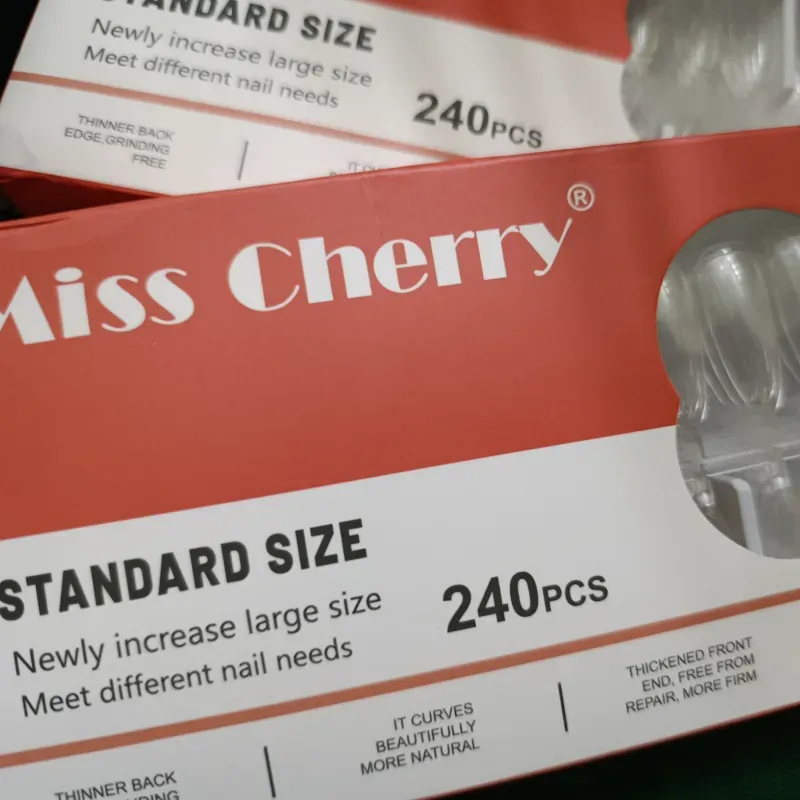 STANDARD SIZE
Newly increase large size
Meet different nail needs
240PCS
THINNER BACK
EDGE,GRINDING
FREE
Miss Cherry®
STANDARD SIZE
Newly increase large size
Meet different nail needs
240PCS
THINNER BACK
IT CURVES
BEAUTIFULLY
MORE NATURAL
THICKENED FRONT
END, FREE FROM
REPAIR, MORE FIRM